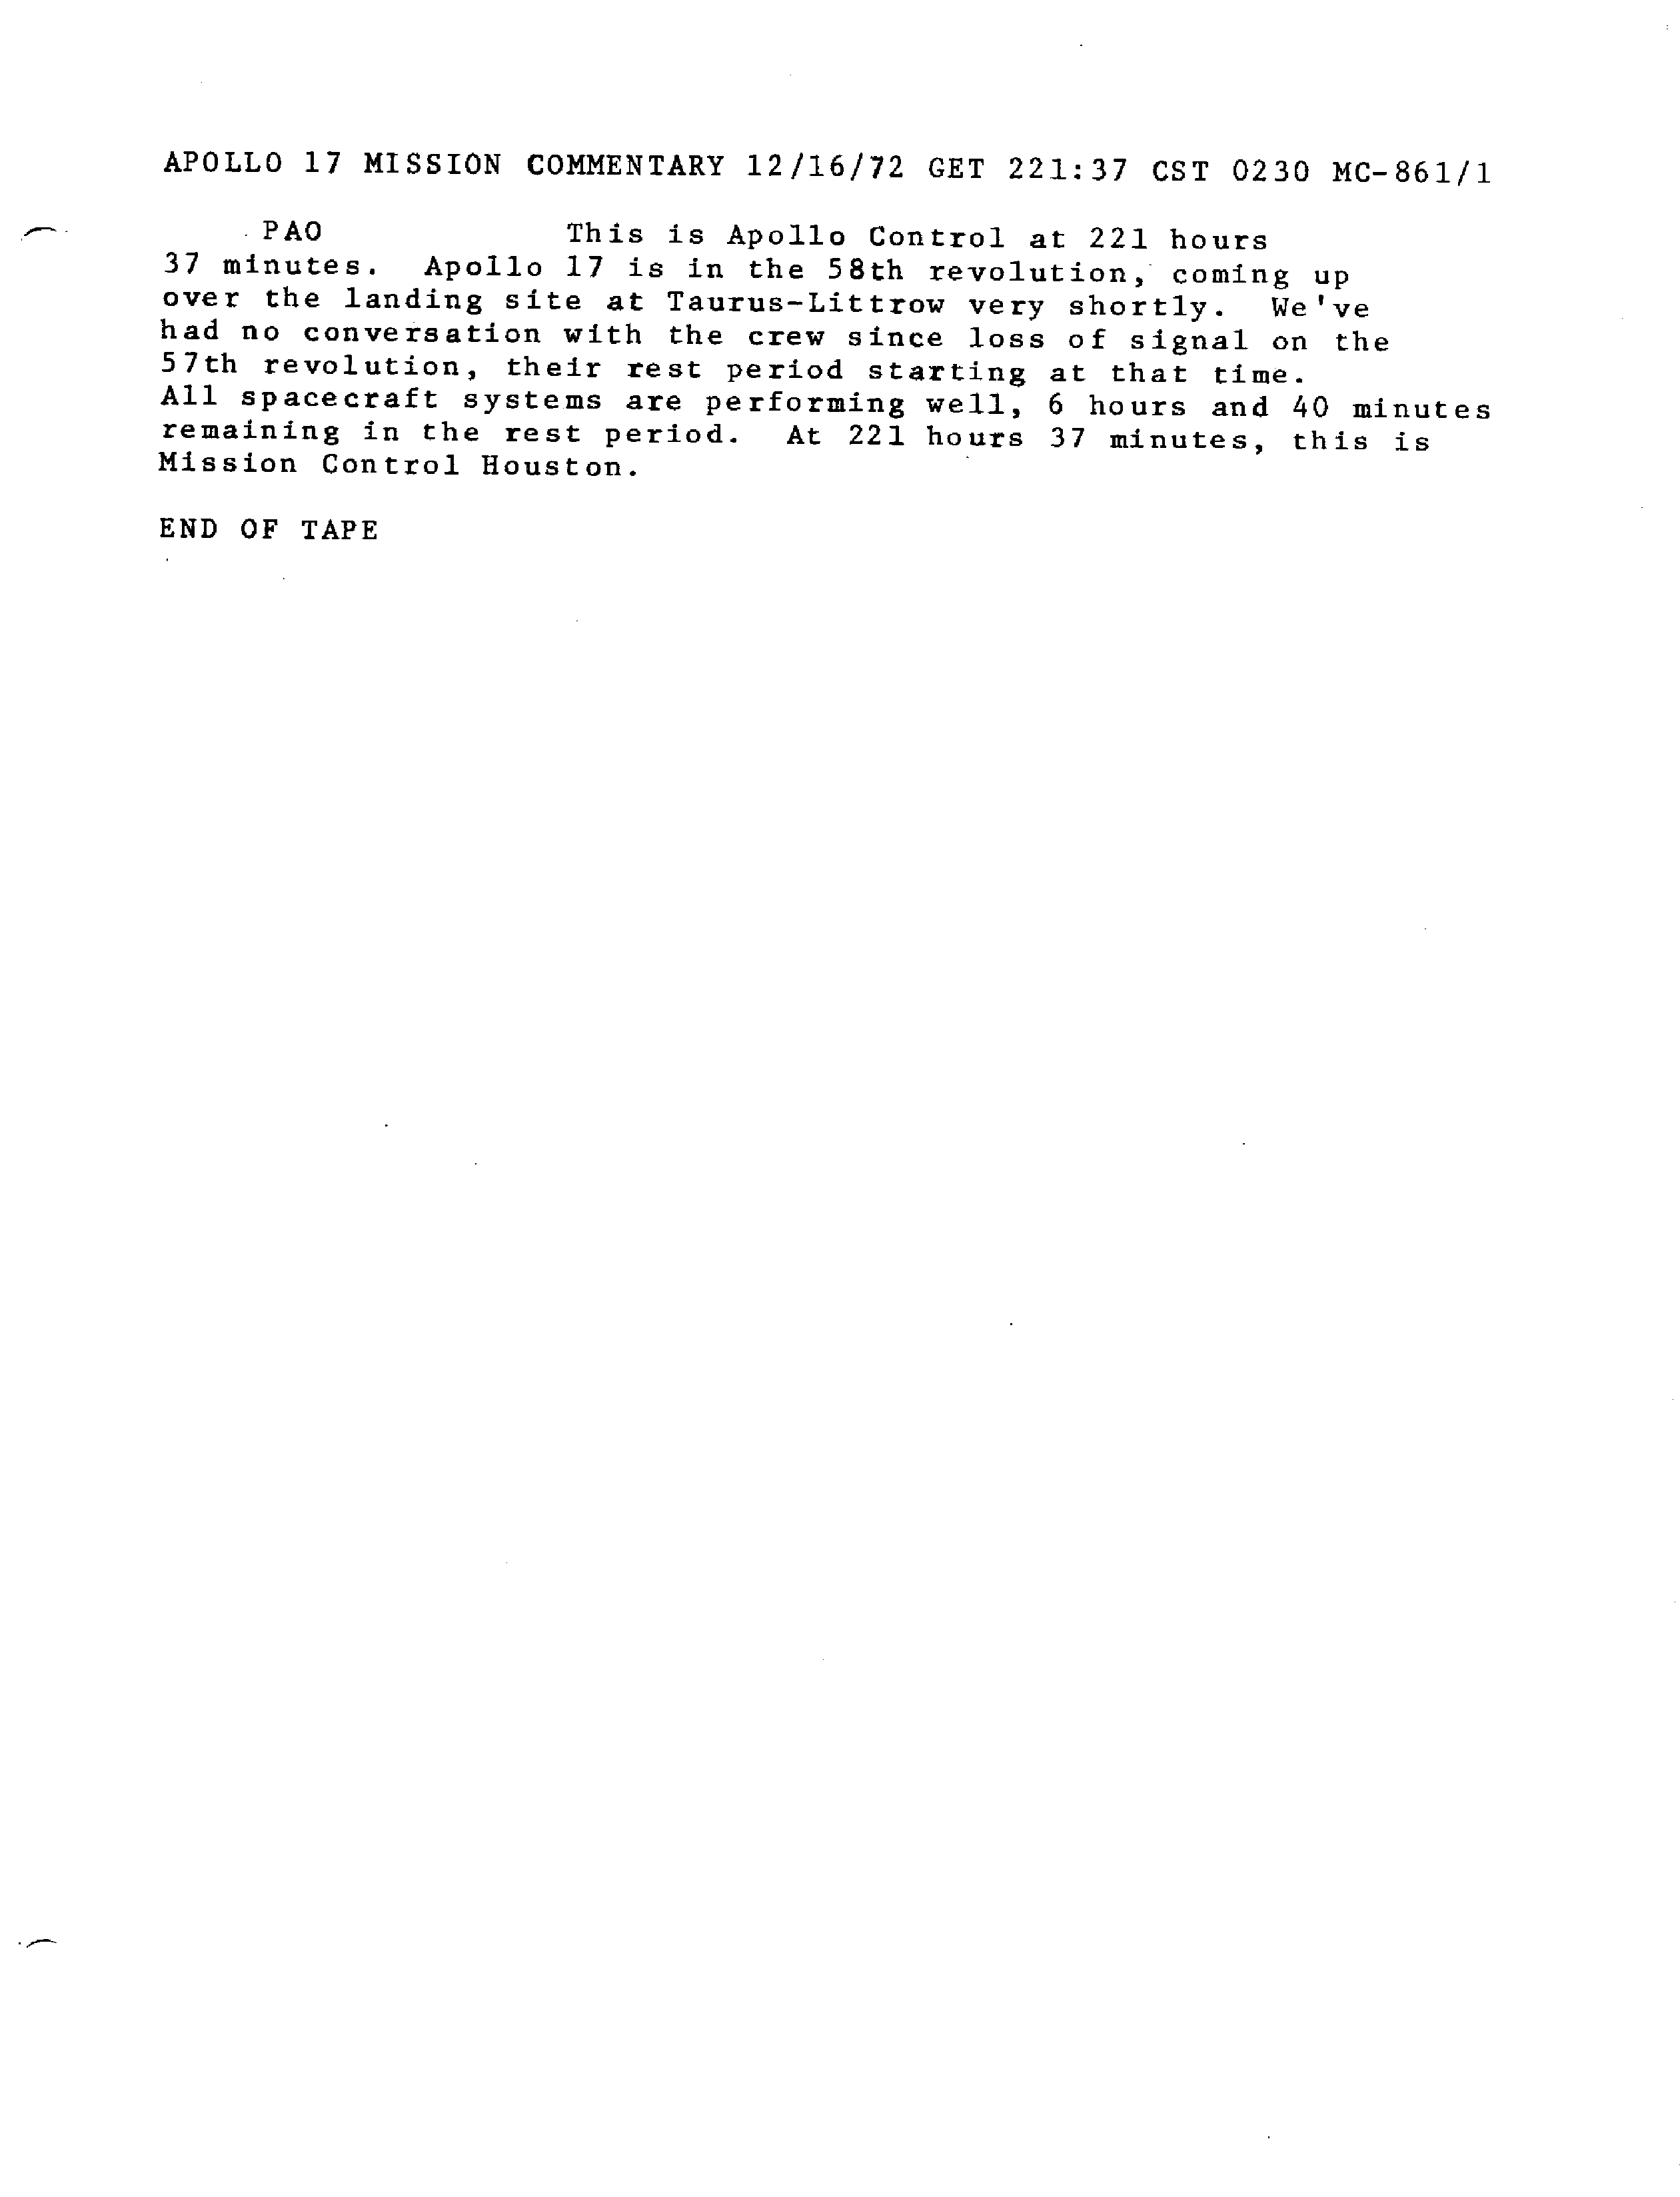 APOLLO 17 MISSION COMMENTARY 12/16/72 GET 221:37 CST 0230 MC-861/1
PAO This is Apollo Control at 221 hours
37 minutes. Apollo 17 is in the 58th revolution, coming up
over the landing site at Taurus-Littrow very shortly. We've
had no conversation with the crew since loss of signal on the
57th revolution, their rest period starting at that time.
All spacecraft systems are performing well, 6 hours and 40 minutes
remaining in the rest period. At 221 hours 37 minutes, this is
Mission Control Houston.
END OF TAPE